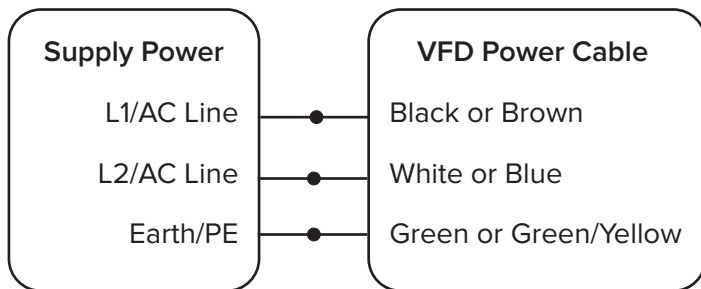 Supply Power
L1/AC Line
L2/AC Line
Earth/PE
VFD Power Cable
Black or Brown
White or Blue
Green or Green/Yellow